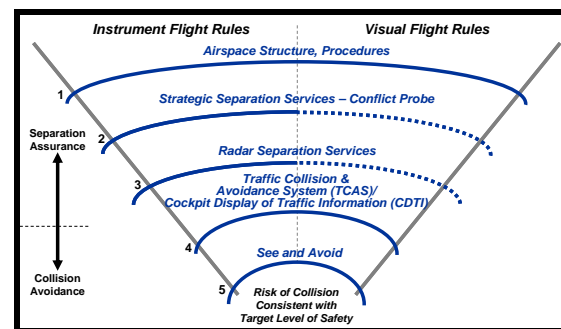 Instrument Flight Rules
Visual Flight Rules
Airspace Structure, Procedures
1
Strategic Separation Services – Conflict Probe
2
Separation
Assurance
Radar Separation Services
3
Traffic Collision &
Avoidance System (TCAS)/
Cockpit Display of Traffic Information (CDTI)
4
See and Avoid
Collision
Avoidance
5
Risk of Collision
Consistent with
Target Level of Safety